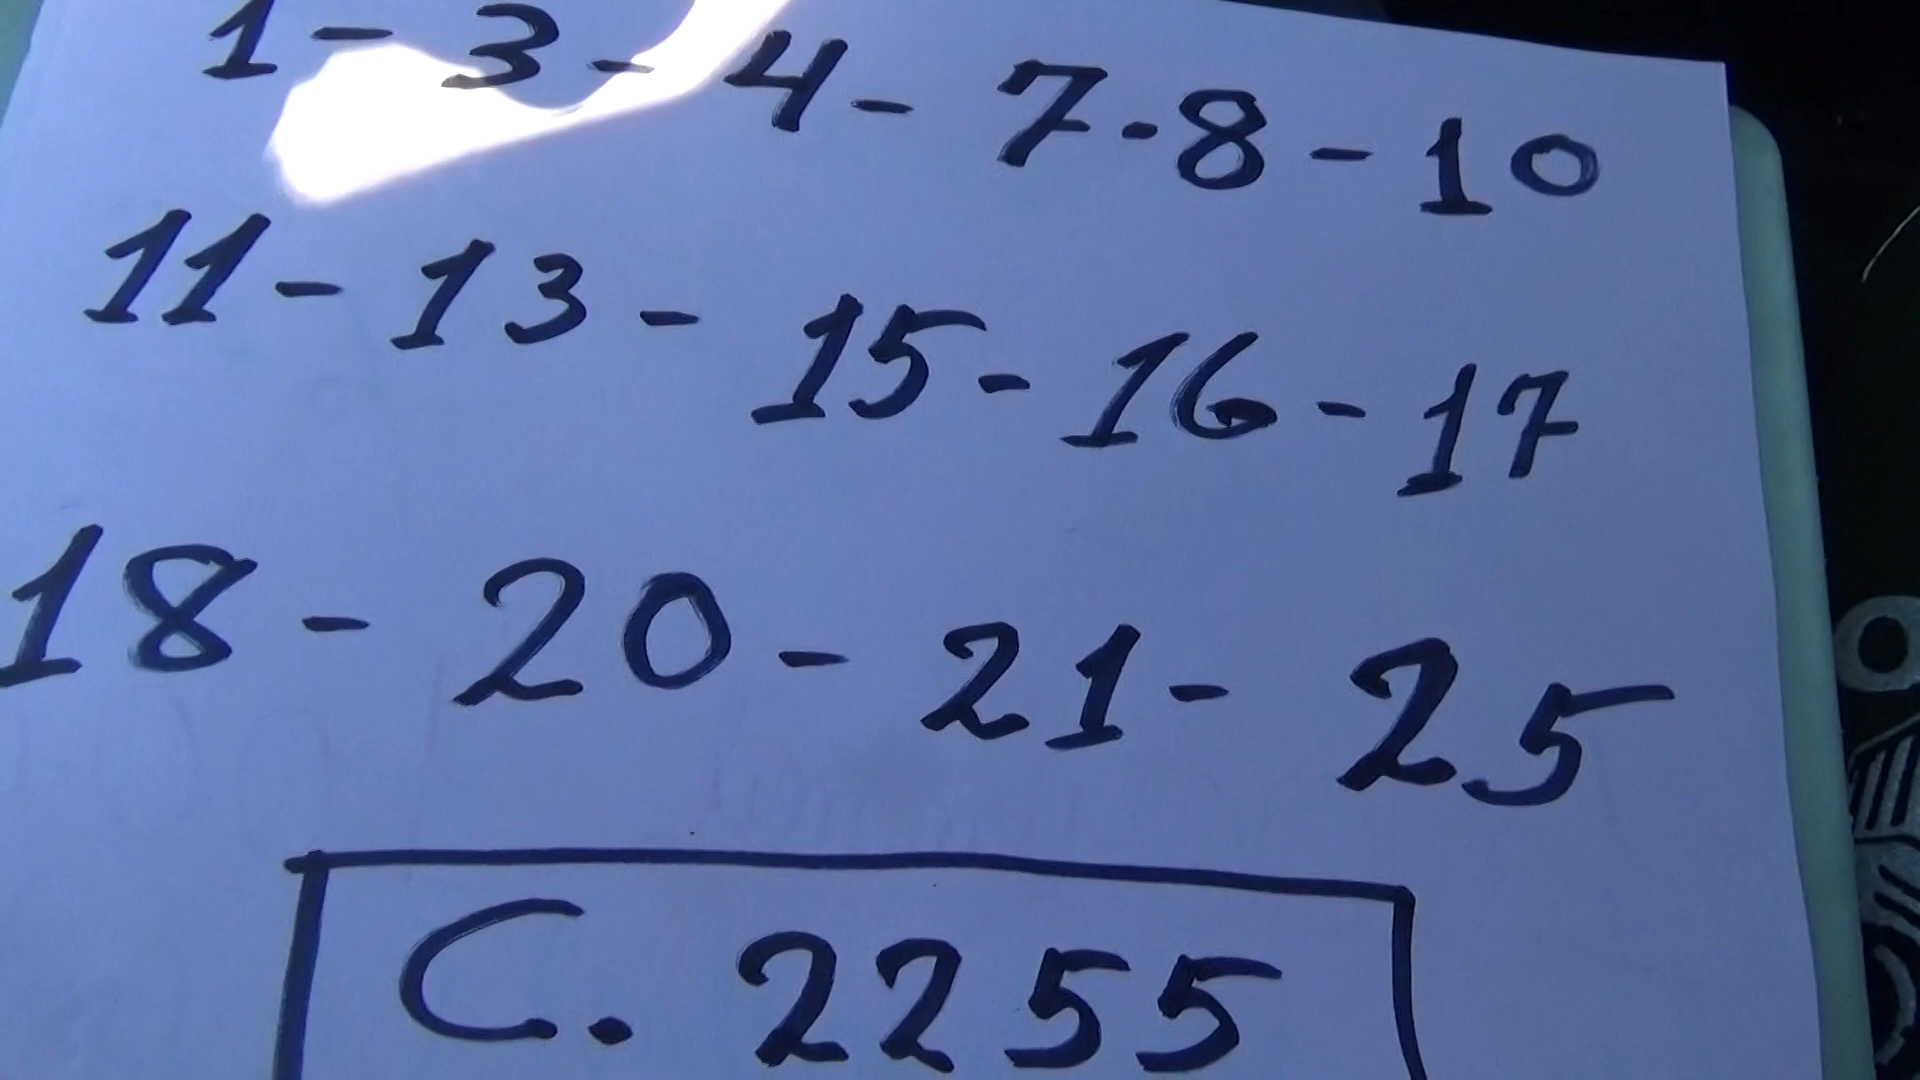 1 - 3 - 4 - 7 - 8 - 10
11 - 13 - 15 - 16 - 17
18 - 20 - 21 - 25
C. 2255